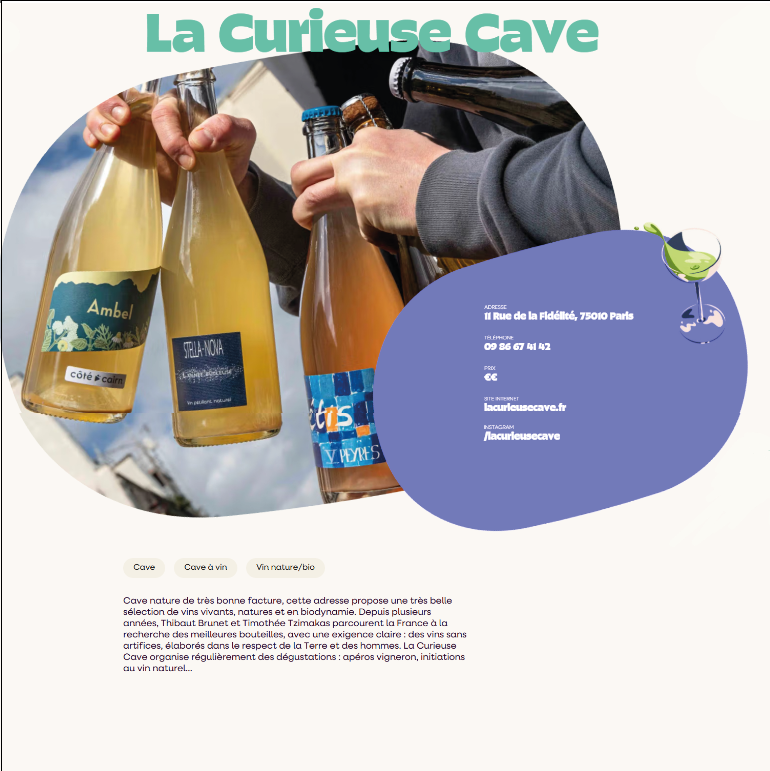 La Curieuse Cave
Ambel
côté cairn
STELLA-NOVA
Vin pétillant, naturel
V. PEYRES
ADRESSE
11 Rue de la Fidélité, 75010 Paris
TÉLÉPHONE
09 86 67 41 42
PRIX
€€
SITE INTERNET
lacurieusecave.fr
INSTAGRAM
/lacurieusecave
Cave
Cave à vin
Vin nature/bio
Cave nature de très bonne facture, cette adresse propose une très belle
sélection de vins vivants, natures et en biodynamie. Depuis plusieurs
années, Thibaut Brunet et Timothée Tzimakas parcourent la France à la
recherche des meilleures bouteilles, avec une exigence claire : des vins sans
artifices, élaborés dans le respect de la Terre et des hommes. La Curieuse
Cave organise régulièrement des dégustations : apéros vigneron, initiations
au vin naturel...